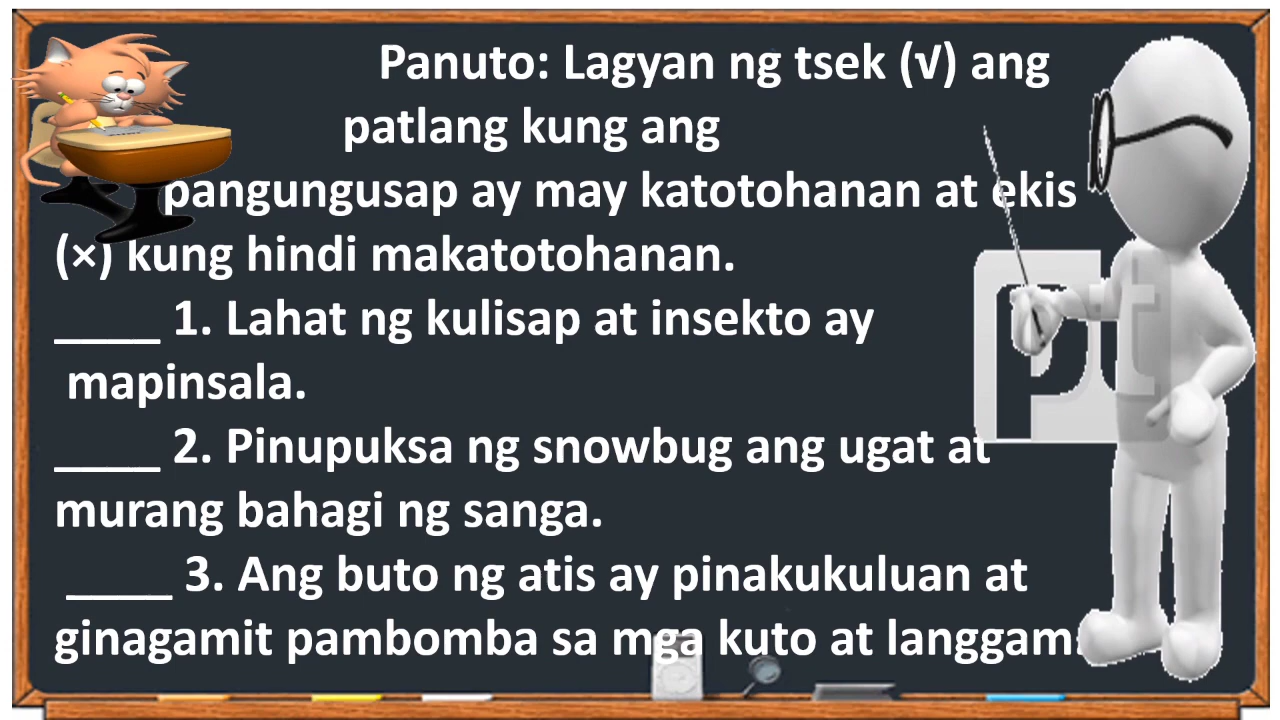 Panuto: Lagyan ng tsek (√) ang
patlang kung ang
pangungusap ay may katotohanan at ekis
(×) kung hindi makatotohanan.
_____ 1. Lahat ng kulisap at insekto ay
mapinsala.
_____ 2. Pinupuksa ng snowbug ang ugat at
murang bahagi ng sanga.
_____ 3. Ang buto ng atis ay pinakukuluan at
ginagamit pambomba sa mga kuto at langgam.
pt